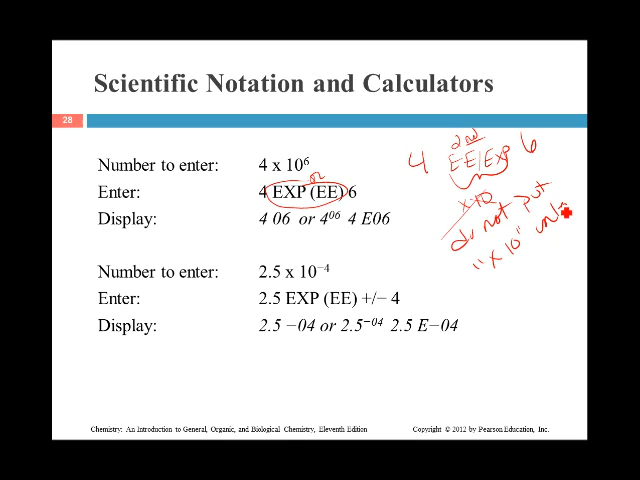 Scientific Notation and Calculators
28
Number to enter: 4 x 10⁶
Enter: 4 EXP (EE) 6
or
Display: 4 06 or 4⁰⁶ 4 E06
Number to enter: 2.5 x 10⁻⁴
Enter: 2.5 EXP (EE) +/− 4
Display: 2.5 −04 or 2.5⁻⁰⁴ 2.5 E−04
2nd
4 EE/Exp 6
x10
do not put
"x 10"
Chemistry: An Introduction to General, Organic, and Biological Chemistry, Eleventh Edition
Copyright © 2012 by Pearson Education, Inc.